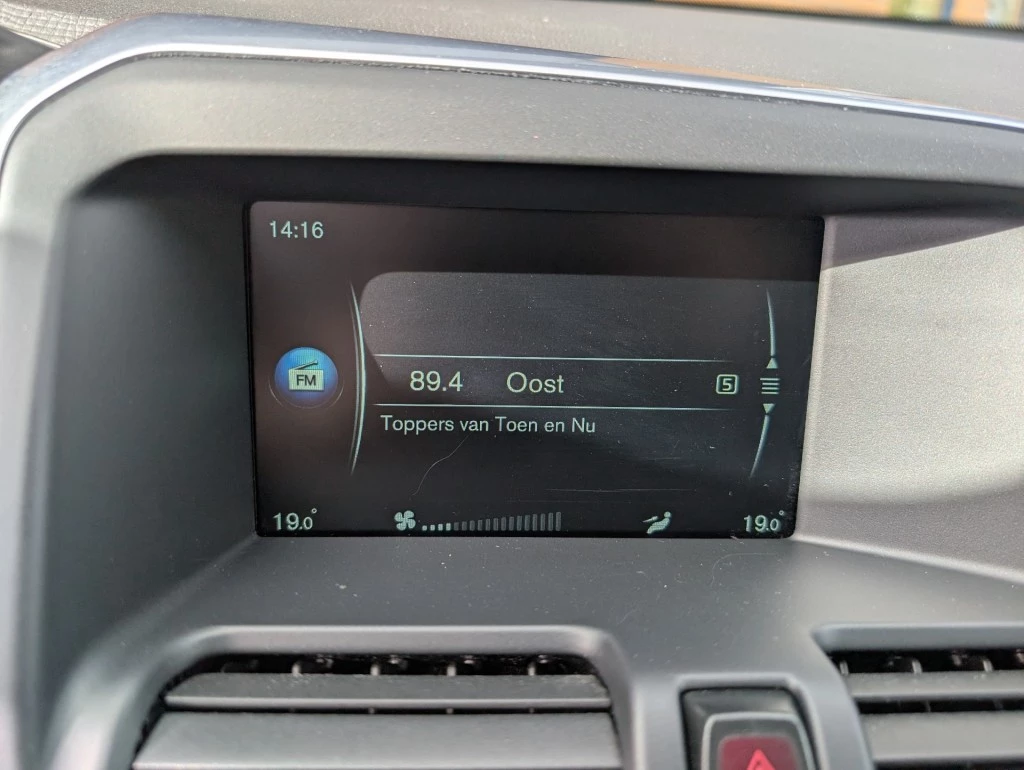 14:16
FM
89.4 Oost 5
Toppers van Toen en Nu
19.0° 19.0°